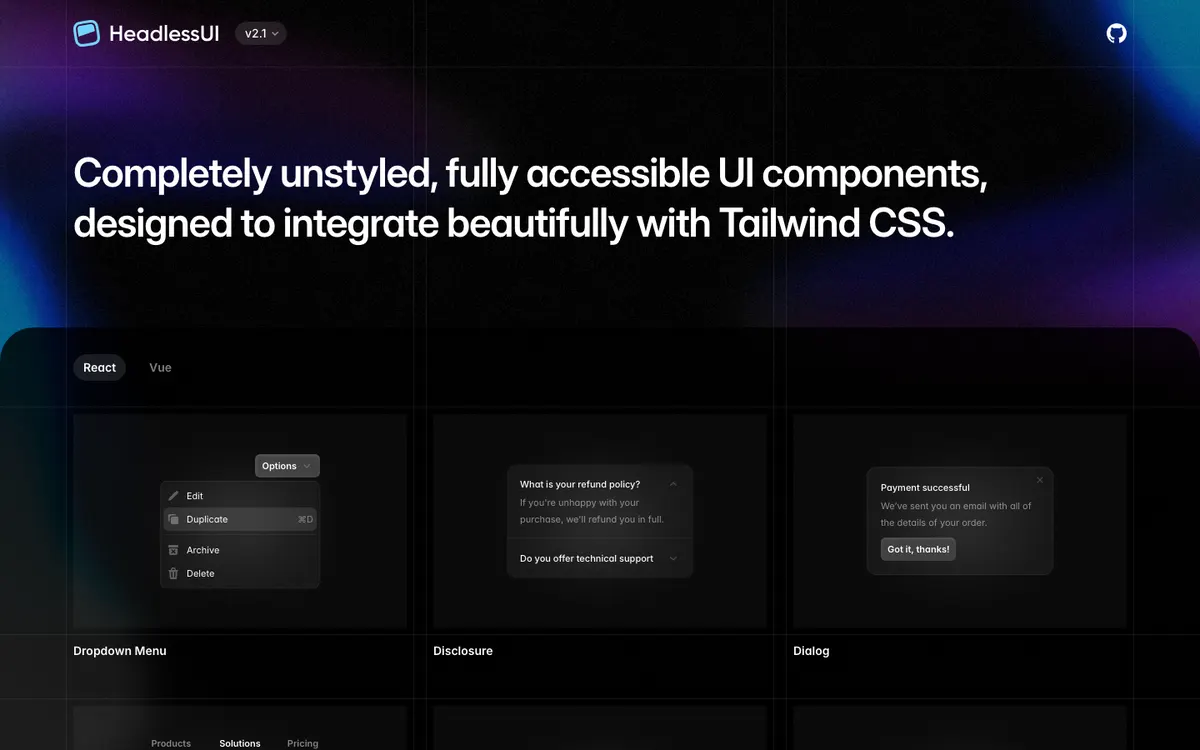 HeadlessUI
v2.1
Completely unstyled, fully accessible UI components,
designed to integrate beautifully with Tailwind CSS.
React
Vue
Options
Edit
Duplicate ⌘D
Archive
Delete
What is your refund policy?
If you're unhappy with your
purchase, we'll refund you in full.
Do you offer technical support
Payment successful
We've sent you an email with all of
the details of your order.
Got it, thanks!
Dropdown Menu
Disclosure
Dialog
Products
Solutions
Pricing